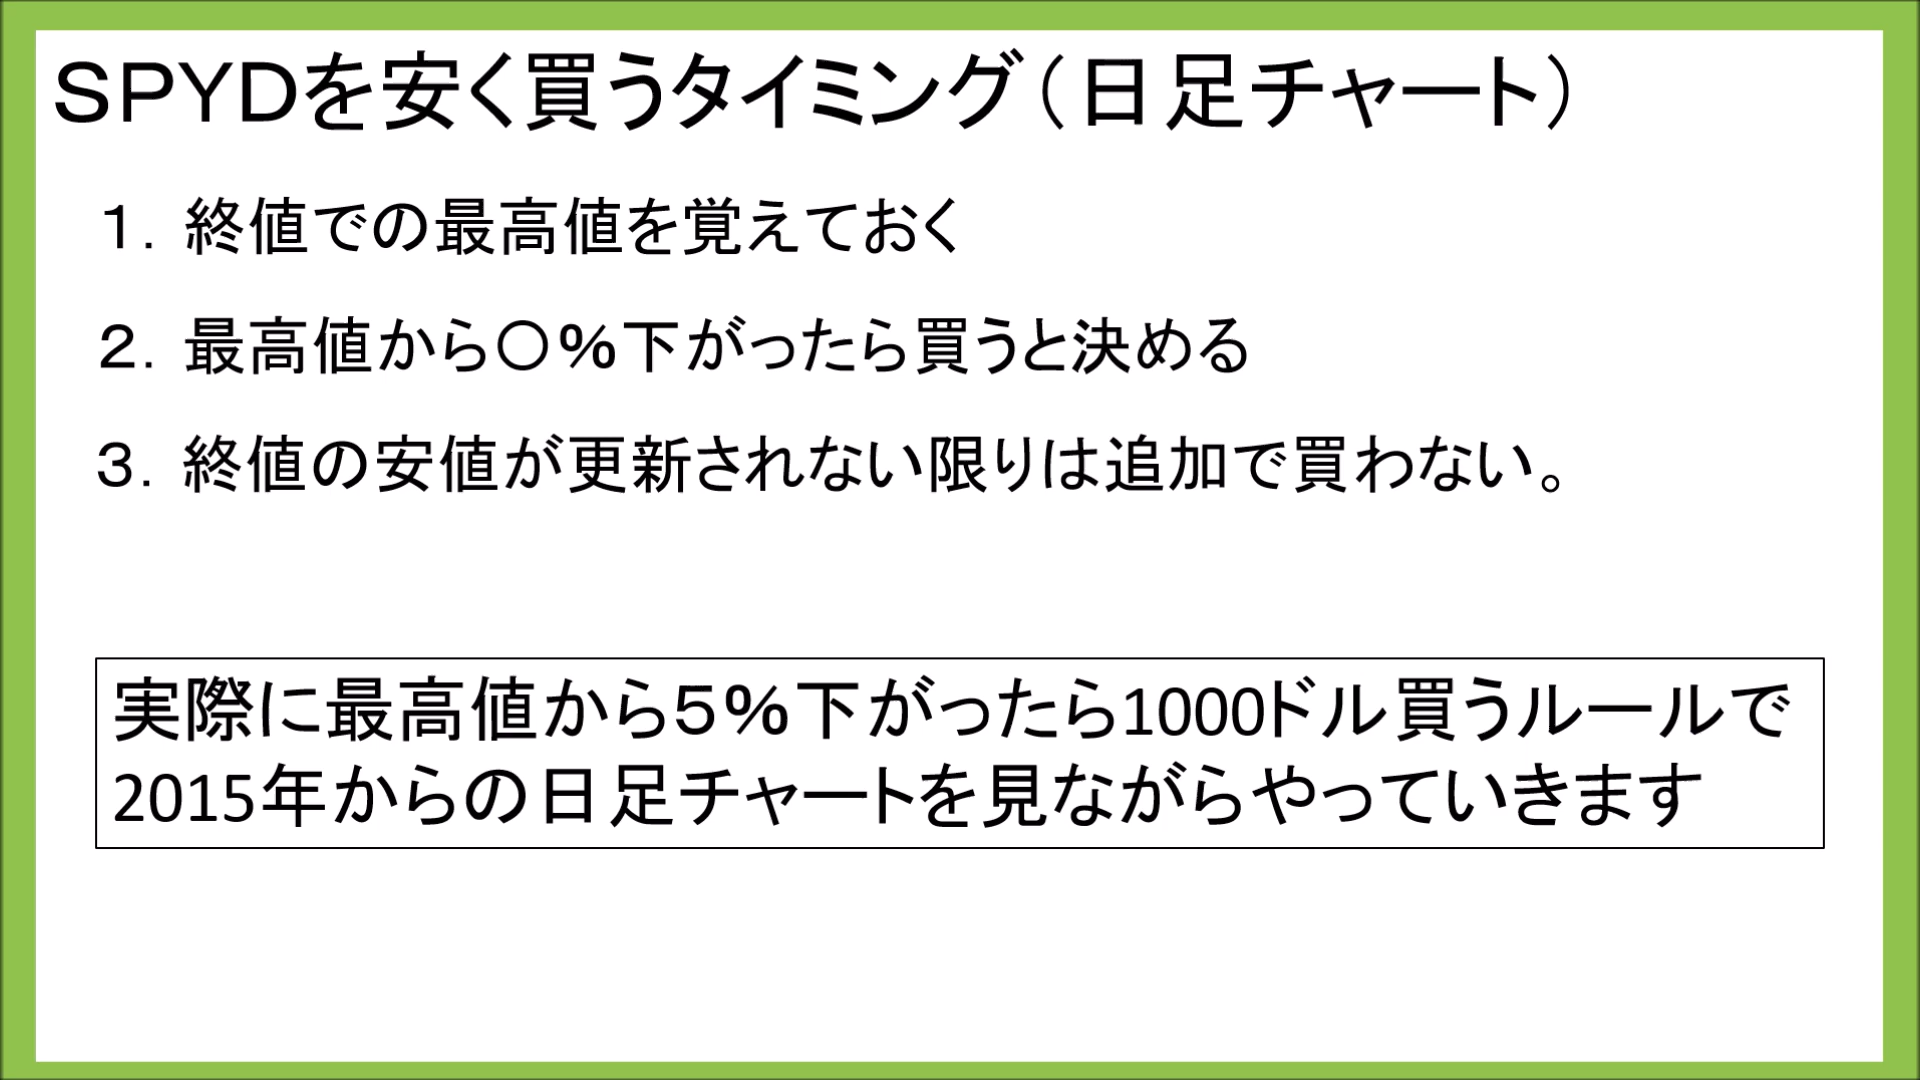 ＳＰＹＤを安く買うタイミング（日足チャート）
１．終値での最高値を覚えておく
２．最高値から〇％下がったら買うと決める
３．終値の安値が更新されない限りは追加で買わない。
実際に最高値から５％下がったら1000ドル買うルールで
2015年からの日足チャートを見ながらやっていきます